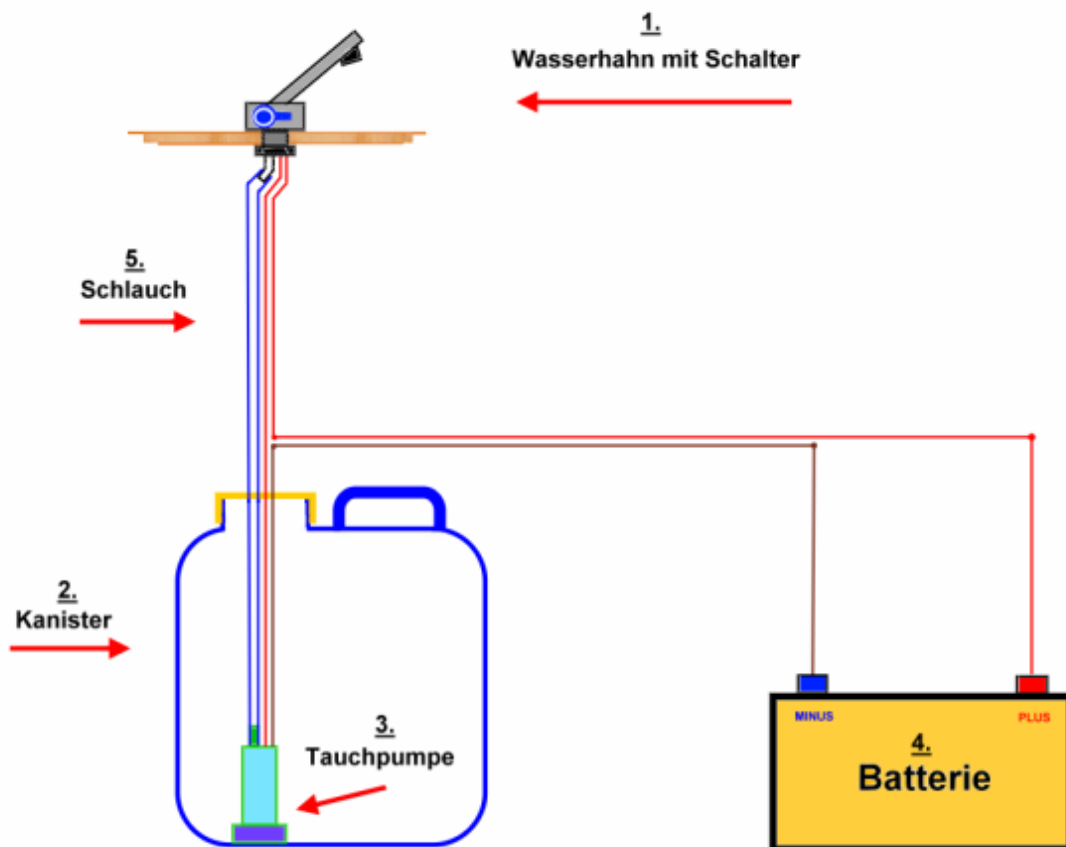 1.
Wasserhahn mit Schalter
5.
Schlauch
2.
Kanister
3.
Tauchpumpe
MINUS
PLUS
4.
Batterie